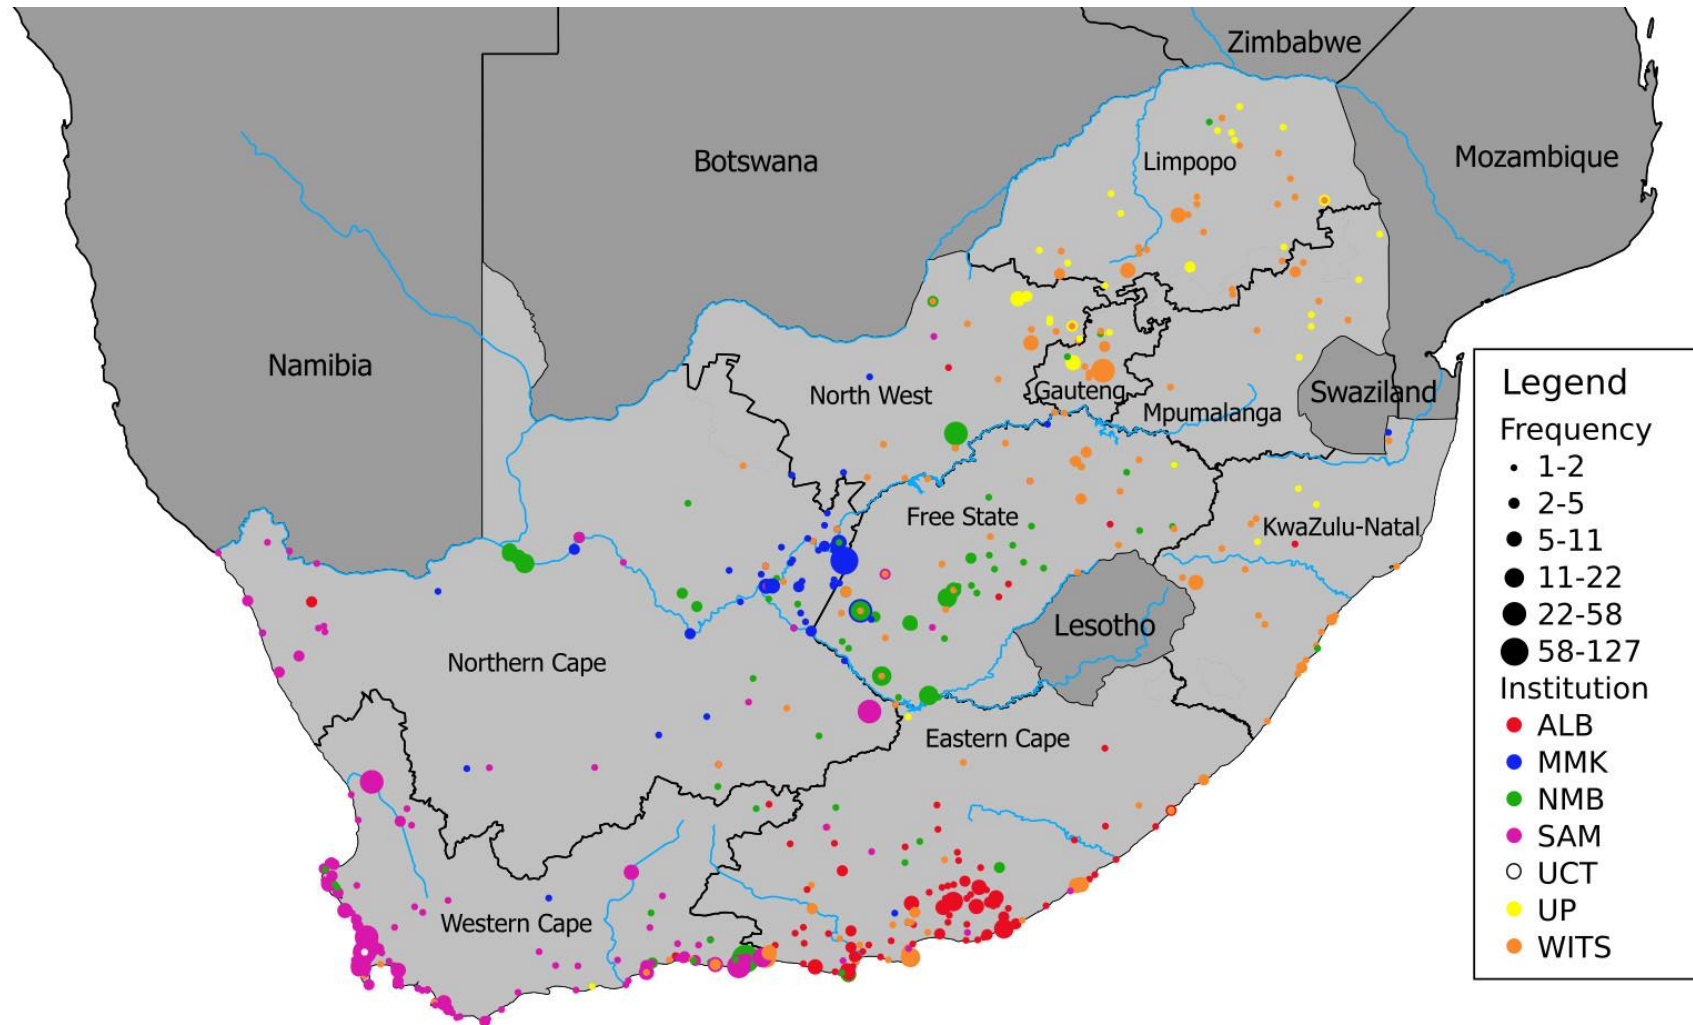 Zimbabwe
Botswana
Limpopo
Mozambique
Namibia
North West
Gauteng
Mpumalanga
Swaziland
Free State
KwaZulu-Natal
Lesotho
Northern Cape
Eastern Cape
Western Cape
Legend
Frequency
1-2
2-5
5-11
11-22
22-58
58-127
Institution
ALB
MMK
NMB
SAM
UCT
UP
WITS